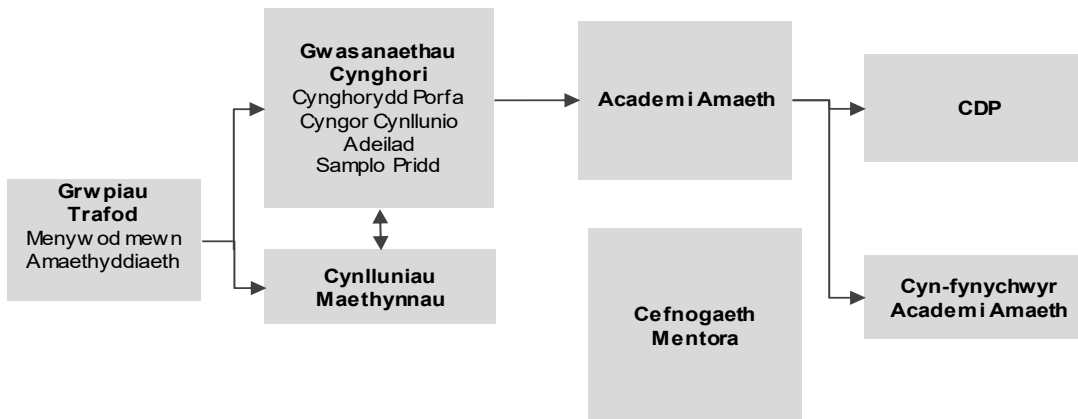 Grwpiau
Trafod
Menywod mewn
Amaethyddiaeth
Gwasanaethau
Cynghori
Cynghorydd Porfa
Cyngor Cynllunio
Adeilad
Samplo Pridd
Cynlluniau
Maethynnau
Academi Amaeth
Cefnogaeth
Mentora
CDP
Cyn-fynychwyr
Academi Amaeth